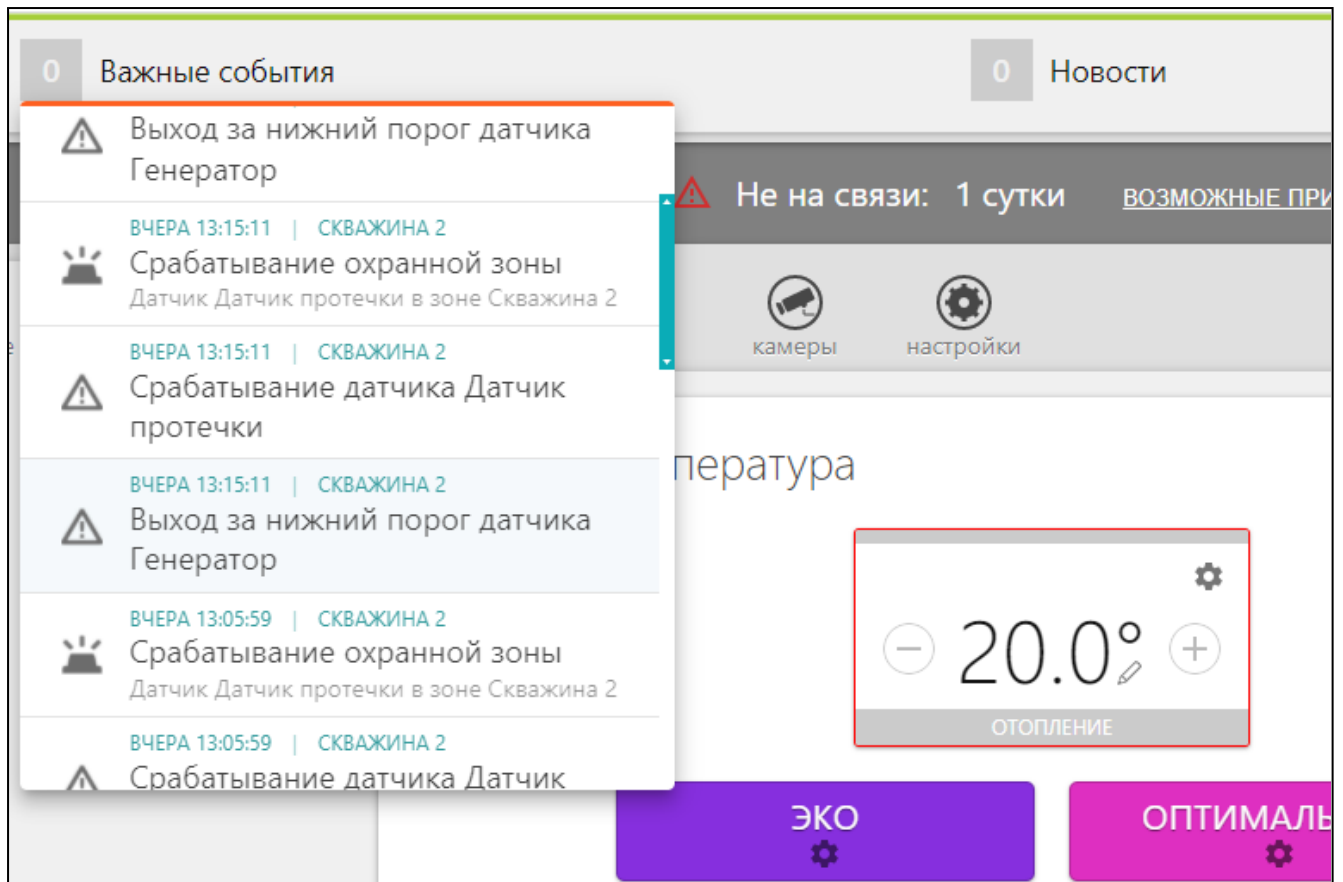 0 Важные события
0 Новости
Выход за нижний порог датчика
Генератор
Не на связи: 1 сутки
ВОЗМОЖНЫЕ ПРИ
ВЧЕРА 13:15:11 | СКВАЖИНА 2
Срабатывание охранной зоны
Датчик Датчик протечки в зоне Скважина 2
камеры
настройки
е
ВЧЕРА 13:15:11 | СКВАЖИНА 2
Срабатывание датчика Датчик
протечки
пература
ВЧЕРА 13:15:11 | СКВАЖИНА 2
Выход за нижний порог датчика
Генератор
ВЧЕРА 13:05:59 | СКВАЖИНА 2
Срабатывание охранной зоны
Датчик Датчик протечки в зоне Скважина 2
20.0°
ОТОПЛЕНИЕ
ВЧЕРА 13:05:59 | СКВАЖИНА 2
Срабатывание датчика Датчик
ЭКО
ОПТИМАЛЬ